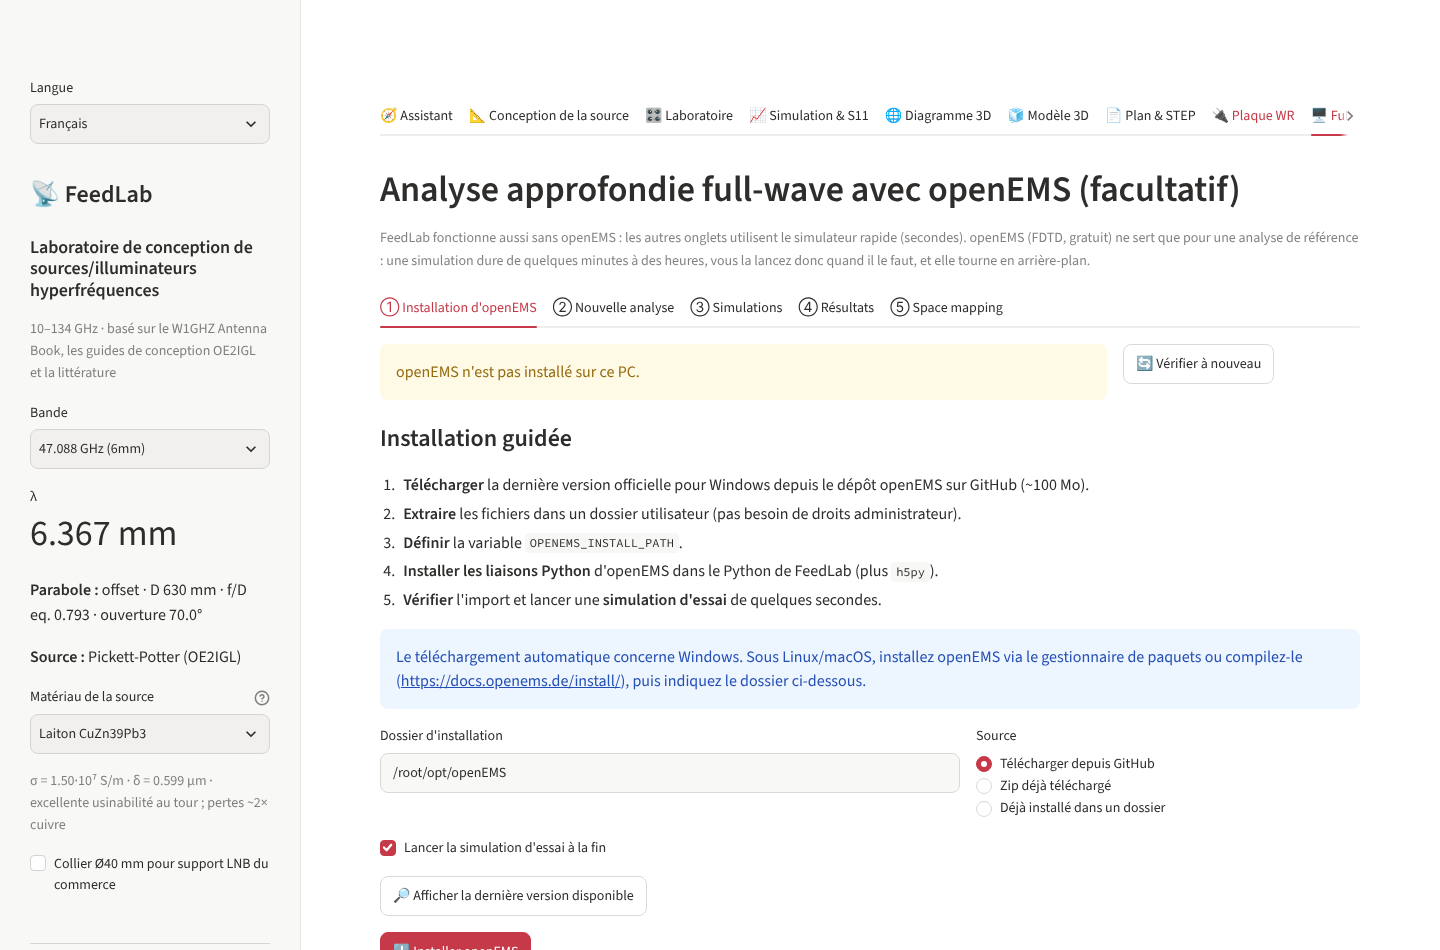 Langue
Français
📡 FeedLab
Laboratoire de conception de
sources/illuminateurs
hyperfréquences
10–134 GHz · basé sur le W1GHZ Antenna
Book, les guides de conception OE2IGL
et la littérature
Bande
47.088 GHz (6mm)
λ
6.367 mm
Parabole : offset · D 630 mm · f/D
eq. 0.793 · ouverture 70.0°
Source : Pickett-Potter (OE2IGL)
Matériau de la source
Laiton CuZn39Pb3
σ = 1.50·10⁷ S/m · δ = 0.599 µm ·
excellente usinabilité au tour ; pertes ~2×
cuivre
Collier Ø40 mm pour support LNB du
commerce
🧭 Assistant 📐 Conception de la source 🎛️ Laboratoire 📈 Simulation & S11 🌐 Diagramme 3D 🧊 Modèle 3D 📄 Plan & STEP 🔌 Plaque WR 🖥️ Fu
Analyse approfondie full-wave avec openEMS (facultatif)
FeedLab fonctionne aussi sans openEMS : les autres onglets utilisent le simulateur rapide (secondes). openEMS (FDTD, gratuit) ne sert que pour une analyse de référence
: une simulation dure de quelques minutes à des heures, vous la lancez donc quand il le faut, et elle tourne en arrière-plan.
① Installation d'openEMS ② Nouvelle analyse ③ Simulations ④ Résultats ⑤ Space mapping
openEMS n'est pas installé sur ce PC.
🔄 Vérifier à nouveau
Installation guidée
1. Télécharger la dernière version officielle pour Windows depuis le dépôt openEMS sur GitHub (~100 Mo).
2. Extraire les fichiers dans un dossier utilisateur (pas besoin de droits administrateur).
3. Définir la variable OPENEMS_INSTALL_PATH .
4. Installer les liaisons Python d'openEMS dans le Python de FeedLab (plus h5py ).
5. Vérifier l'import et lancer une simulation d'essai de quelques secondes.
Le téléchargement automatique concerne Windows. Sous Linux/macOS, installez openEMS via le gestionnaire de paquets ou compilez-le
(https://docs.openems.de/install/), puis indiquez le dossier ci-dessous.
Dossier d'installation
/root/opt/openEMS
Source
Télécharger depuis GitHub
Zip déjà téléchargé
Déjà installé dans un dossier
Lancer la simulation d'essai à la fin
🔎 Afficher la dernière version disponible
Installer openEMS